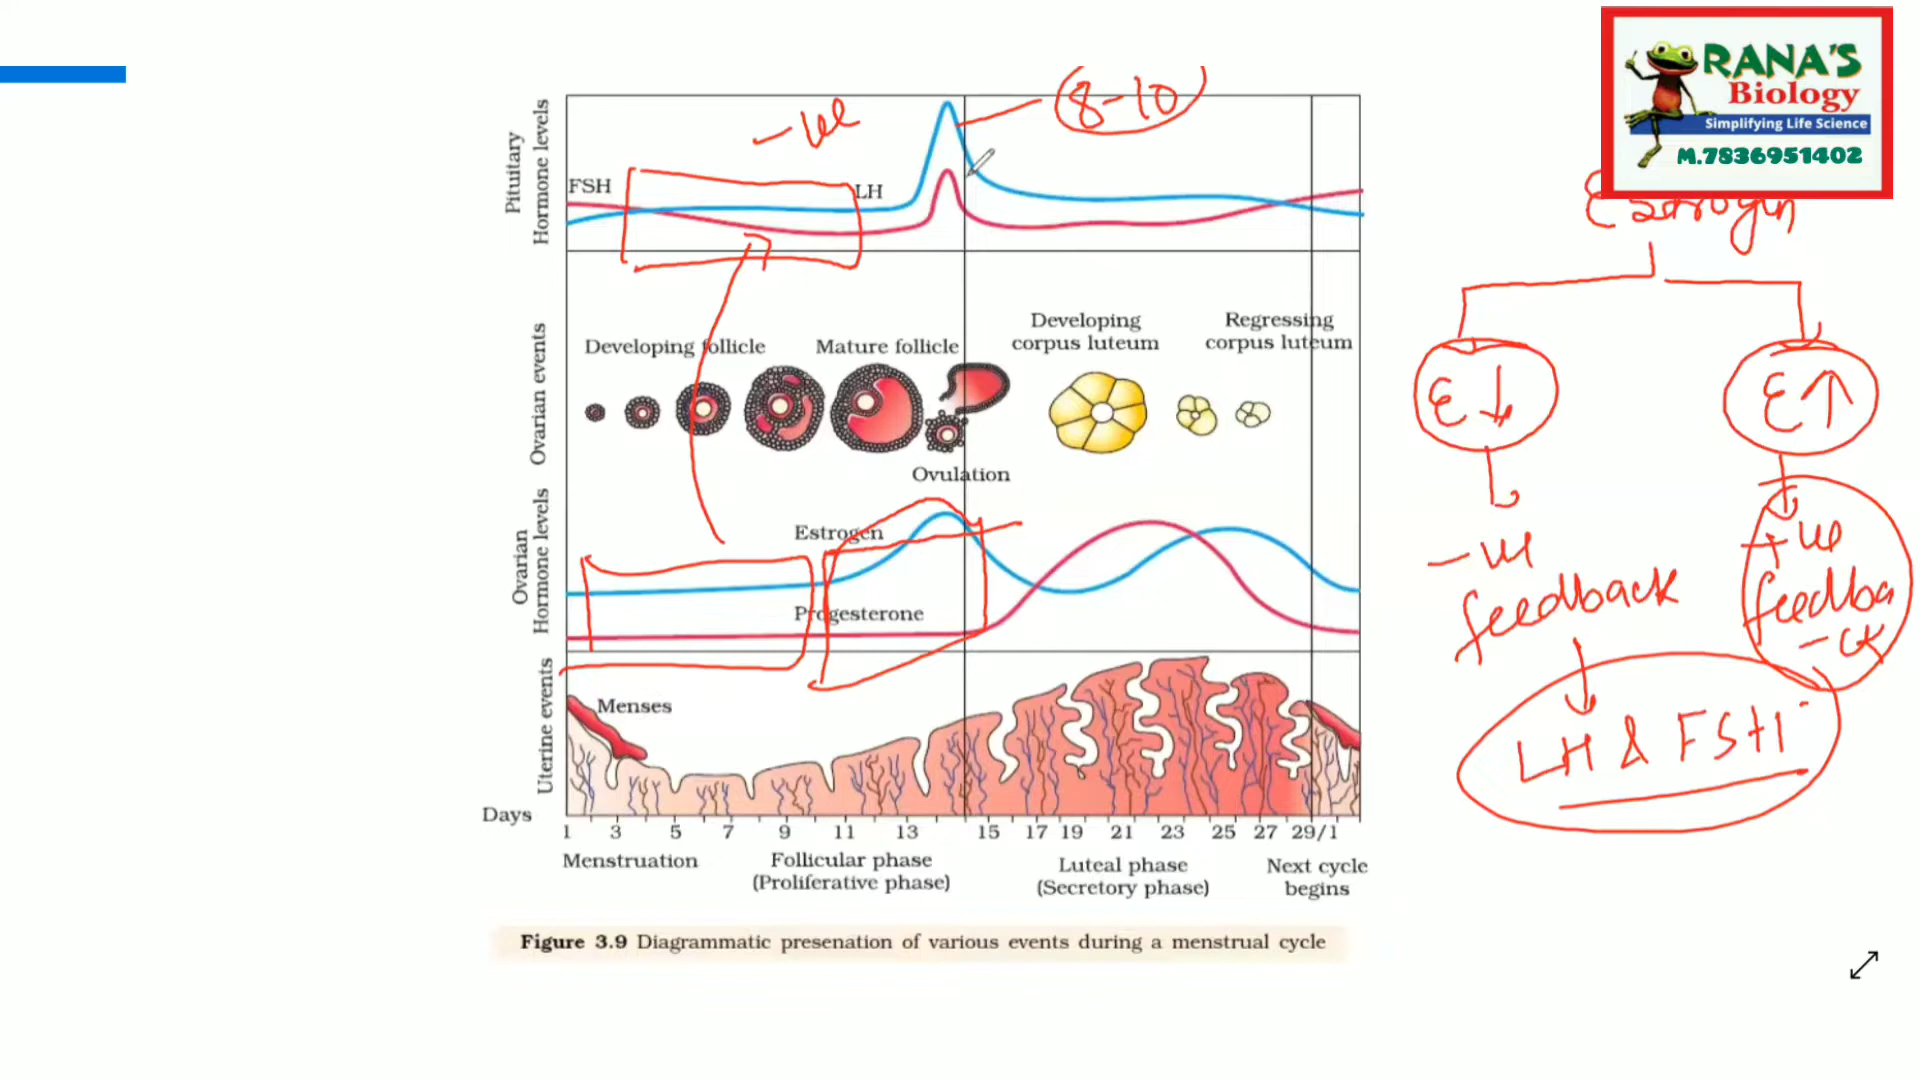 RANA'S
Biology
Simplifying Life Science
M.7836951402
-ve
8-10
Pituitary
Hormone levels
FSH
LH
Estrogen
Ovarian events
Developing follicle
Mature follicle
Developing
corpus luteum
Regressing
corpus luteum
Ovulation
E↓
E↑
-ve
feedback
+ve
feedba
-ck
LH & FSH
Ovarian
Hormone levels
Estrogen
Progesterone
Uterine events
Menses
Days
1 3 5 7 9 11 13 15 17 19 21 23 25 27 29/1
Menstruation
Follicular phase
(Proliferative phase)
Luteal phase
(Secretory phase)
Next cycle
begins
Figure 3.9 Diagrammatic presenation of various events during a menstrual cycle